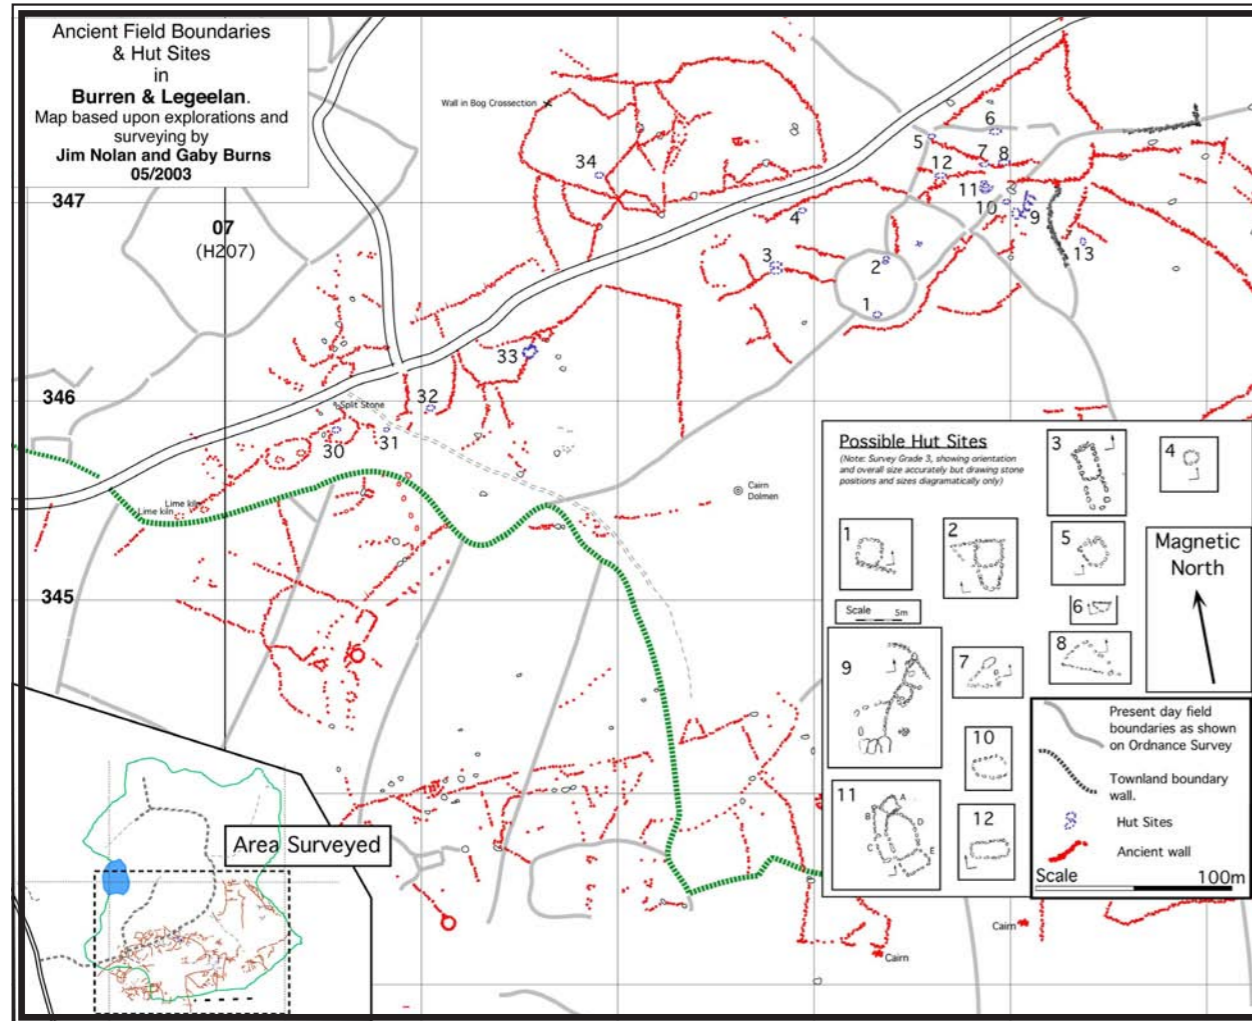 Ancient Field Boundaries
& Hut Sites
in
Burren & Legeelan.
Map based upon explorations and
surveying by
Jim Nolan and Gaby Burns
05/2003
Wall in Bog Crossection
347
07
(H207)
346
345
34
5
6
12
7
8
11
10
9
13
4
3
2
1
33
32
Split Stone
30
31
Lime kiln
Lime kiln
Cairn
Dolmen
Possible Hut Sites
(Note: Survey Grade 3, showing orientation
and overall size accurately but drawing stone
positions and sizes diagramatically only)
3
4
1
2
5
Scale 5m
6
9
7
8
10
11
A
B
C
D
E
12
Magnetic
North
Present day field
boundaries as shown
on Ordnance Survey
Townland boundary
wall.
Hut Sites
Ancient wall
Scale 100m
Area Surveyed
Cairn
Cairn